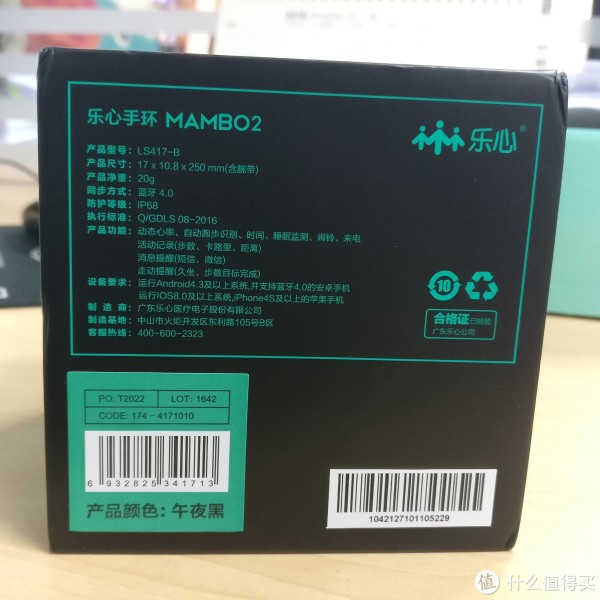 乐心手环 MAMBO2
乐心®
产品型号: LS417-B
产品尺寸: 17 x 10.8 x 250 mm(含腕带)
产品净重: 20g
同步方式: 蓝牙 4.0
防护等级: IP68
执行标准: Q/GDLS 08-2016
产品功能: 动态心率、自动跑步识别、时间、睡眠监测、闹铃、来电
活动记录(步数、卡路里、距离)
消息提醒(短信、微信)
走动提醒(久坐、步数目标完成)
设备要求: 运行Android4.3及以上系统,并支持蓝牙4.0的安卓手机
运行iOS8.0及以上系统,iPhone4S及以上的苹果手机
制 造 商: 广东乐心医疗电子股份有限公司
制造基地: 中山市火炬开发区东利路105号B区
客服热线: 400-600-2323
10
合格证 已检验
广东乐心公司
PO: T2022 LOT: 1642
CODE: 174-4171010
6 932825 341713
产品颜色: 午夜黑
1042127101105229
值 什么值得买